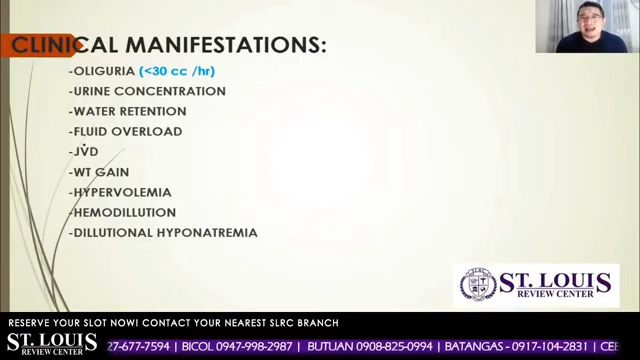 CLINICAL MANIFESTATIONS:
-OLIGURIA (<30 cc /hr)
-URINE CONCENTRATION
-WATER RETENTION
-FLUID OVERLOAD
-JVD
-WT GAIN
-HYPERVOLEMIA
-HEMODILLUTION
-DILLUTIONAL HYPONATREMIA
ST. LOUIS
REVIEW CENTER
RESERVE YOUR SLOT NOW! CONTACT YOUR NEAREST SLRC BRANCH
ST. LOUIS
REVIEW CENTER
27-677-7594 | BICOL 0947-998-2987 | BUTUAN 0908-825-0994 | BATANGAS - 0917-104-2831 | CE